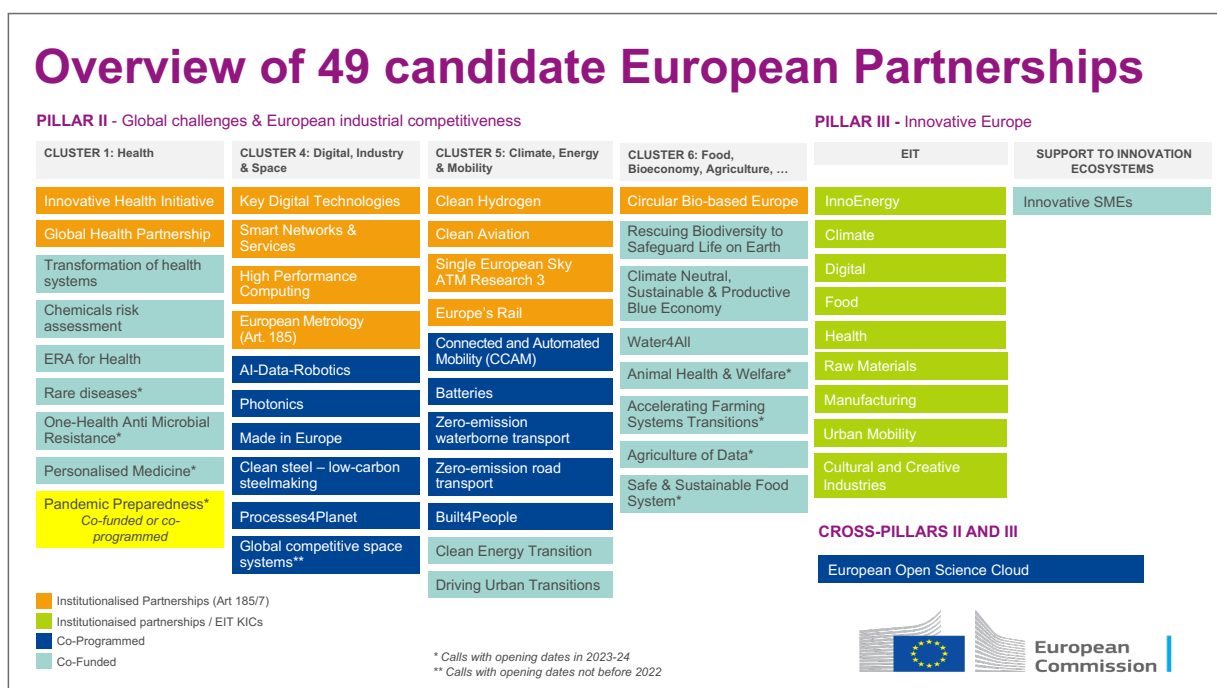 Overview of 49 candidate European Partnerships
PILLAR II - Global challenges & European industrial competitiveness
CLUSTER 1: Health
Innovative Health Initiative
Global Health Partnership
Transformation of health
systems
Chemicals risk
assessment
ERA for Health
Rare diseases*
One-Health Anti Microbial
Resistance*
Personalised Medicine*
Pandemic Preparedness*
Co-funded or co-
programmed
CLUSTER 4: Digital, Industry
& Space
Key Digital Technologies
Smart Networks &
Services
High Performance
Computing
European Metrology
(Art. 185)
AI-Data-Robotics
Photonics
Made in Europe
Clean steel – low-carbon
steelmaking
Processes4Planet
Global competitive space
systems**
CLUSTER 5: Climate, Energy
& Mobility
Clean Hydrogen
Clean Aviation
Single European Sky
ATM Research 3
Europe's Rail
Connected and Automated
Mobility (CCAM)
Batteries
Zero-emission
waterborne transport
Zero-emission road
transport
Built4People
Clean Energy Transition
Driving Urban Transitions
CLUSTER 6: Food,
Bioeconomy, Agriculture, …
Circular Bio-based Europe
Rescuing Biodiversity to
Safeguard Life on Earth
Climate Neutral,
Sustainable & Productive
Blue Economy
Water4All
Animal Health & Welfare*
Accelerating Farming
Systems Transitions*
Agriculture of Data*
Safe & Sustainable Food
System*
PILLAR III - Innovative Europe
EIT
InnoEnergy
Climate
Digital
Food
Health
Raw Materials
Manufacturing
Urban Mobility
Cultural and Creative
Industries
SUPPORT TO INNOVATION
ECOSYSTEMS
Innovative SMEs
CROSS-PILLARS II AND III
European Open Science Cloud
Institutionalised Partnerships (Art 185/7)
Institutionaised partnerships / EIT KICs
Co-Programmed
Co-Funded
* Calls with opening dates in 2023-24
** Calls with opening dates not before 2022
European
Commission